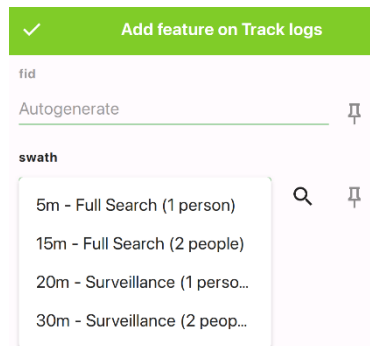 Add feature on Track logs
fid
Autogenerate
swath
5m - Full Search (1 person)
15m - Full Search (2 people)
20m - Surveillance (1 perso...
30m - Surveillance (2 peop...